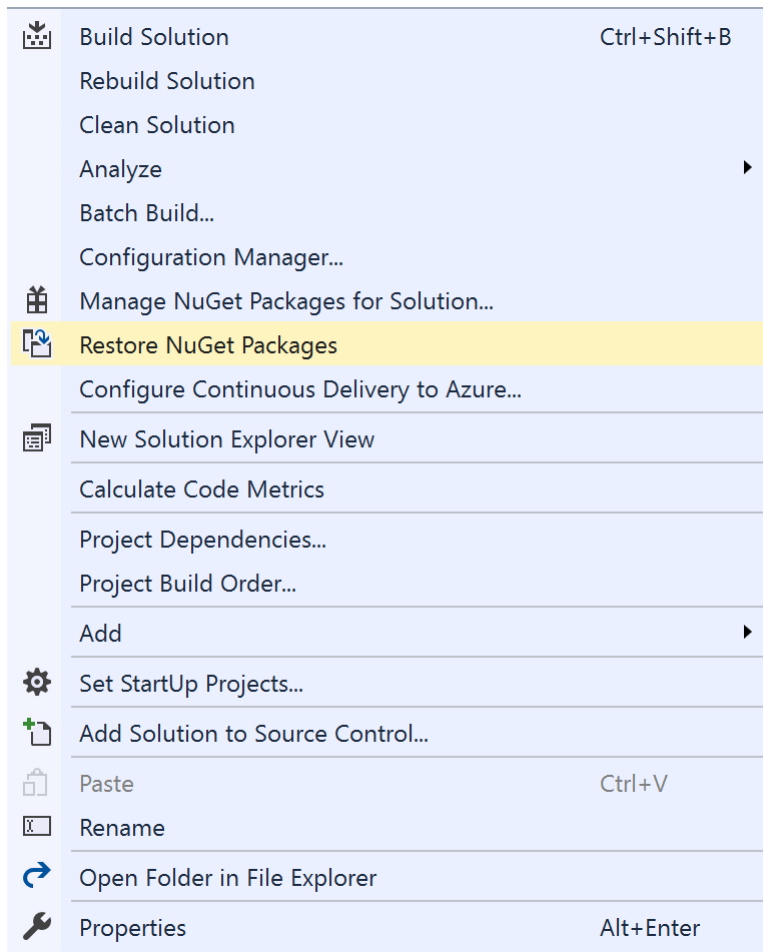 Build Solution Ctrl+Shift+B
Rebuild Solution
Clean Solution
Analyze
Batch Build...
Configuration Manager...
Manage NuGet Packages for Solution...
Restore NuGet Packages
Configure Continuous Delivery to Azure...
New Solution Explorer View
Calculate Code Metrics
Project Dependencies...
Project Build Order...
Add
Set StartUp Projects...
Add Solution to Source Control...
Paste Ctrl+V
Rename
Open Folder in File Explorer
Properties Alt+Enter